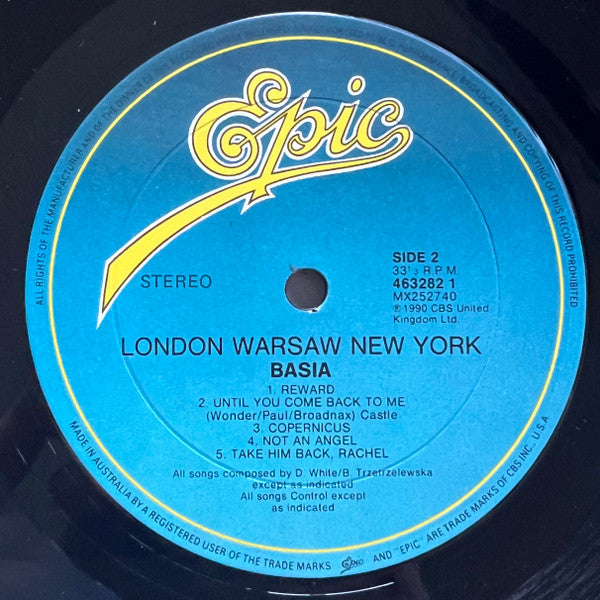 ALL RIGHTS OF THE MANUFACTURER AND OF THE OWNER OF THE
PERFORMANCE, BROADCASTING AND COPYING OF THIS RECORD PROHIBITED
Epic
STEREO
SIDE 2
33⅓ R.P.M.
463282 1
MX252740
℗ 1990 CBS United
Kingdom Ltd.
LONDON WARSAW NEW YORK
BASIA
1. REWARD
2. UNTIL YOU COME BACK TO ME
(Wonder/Paul/Broadnax) Castle
3. COPERNICUS
4. NOT AN ANGEL
5. TAKE HIM BACK, RACHEL
All songs composed by D. White/B. Trzetrzelewska
except as indicated
All songs Control except
as indicated
MADE IN AUSTRALIA BY A REGISTERED USER OF THE TRADE MARKS Epic AND "EPIC" ARE TRADE MARKS OF CBS INC. U.S.A